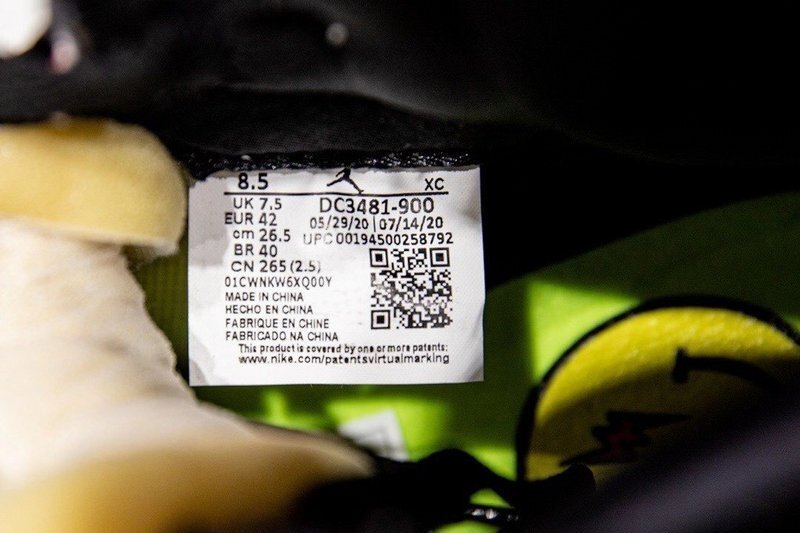 8.5 XC
UK 7.5 DC3481-900
EUR 42 05/29/20 | 07/14/20
cm 26.5 UPC 00194500258792
BR 40
CN 265 (2.5)
01CWNKW6XQ00Y
MADE IN CHINA
HECHO EN CHINA
FABRIQUE EN CHINE
FABRICADO NA CHINA
This product is covered by one or more patents:
www.nike.com/patentsvirtualmarking